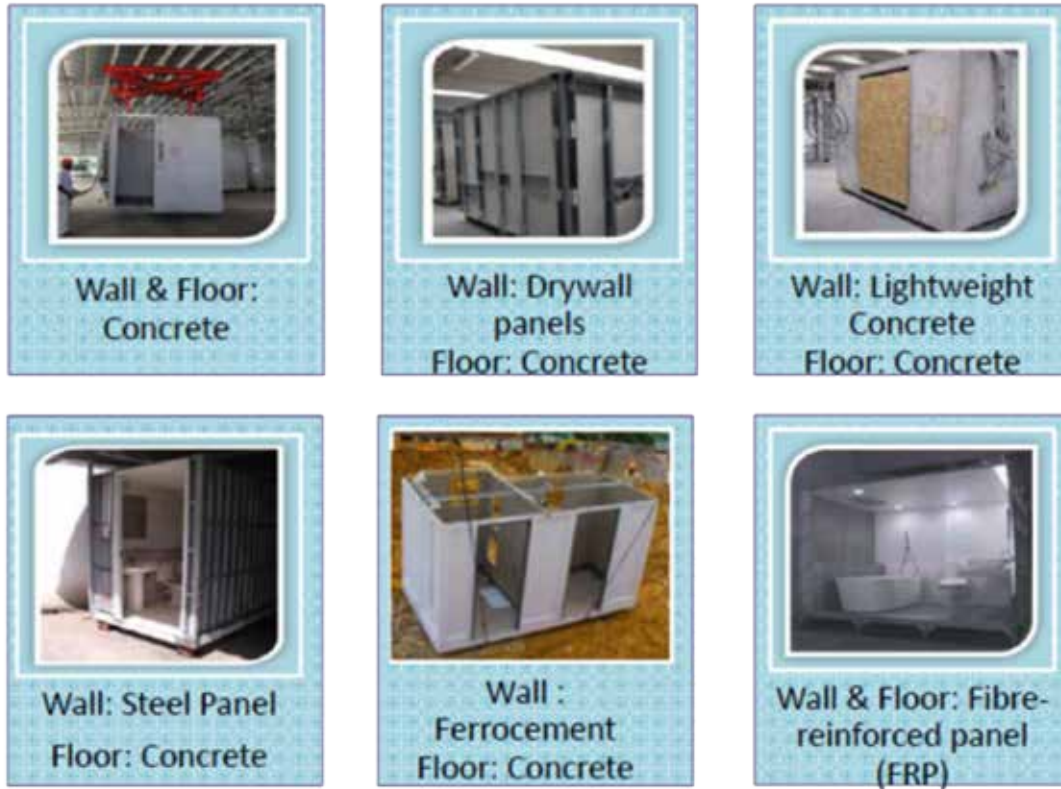 Wall & Floor:
Concrete
Wall: Drywall
panels
Floor: Concrete
Wall: Lightweight
Concrete
Floor: Concrete
Wall: Steel Panel
Floor: Concrete
Wall :
Ferrocement
Floor: Concrete
Wall & Floor: Fibre-
reinforced panel
(FRP)